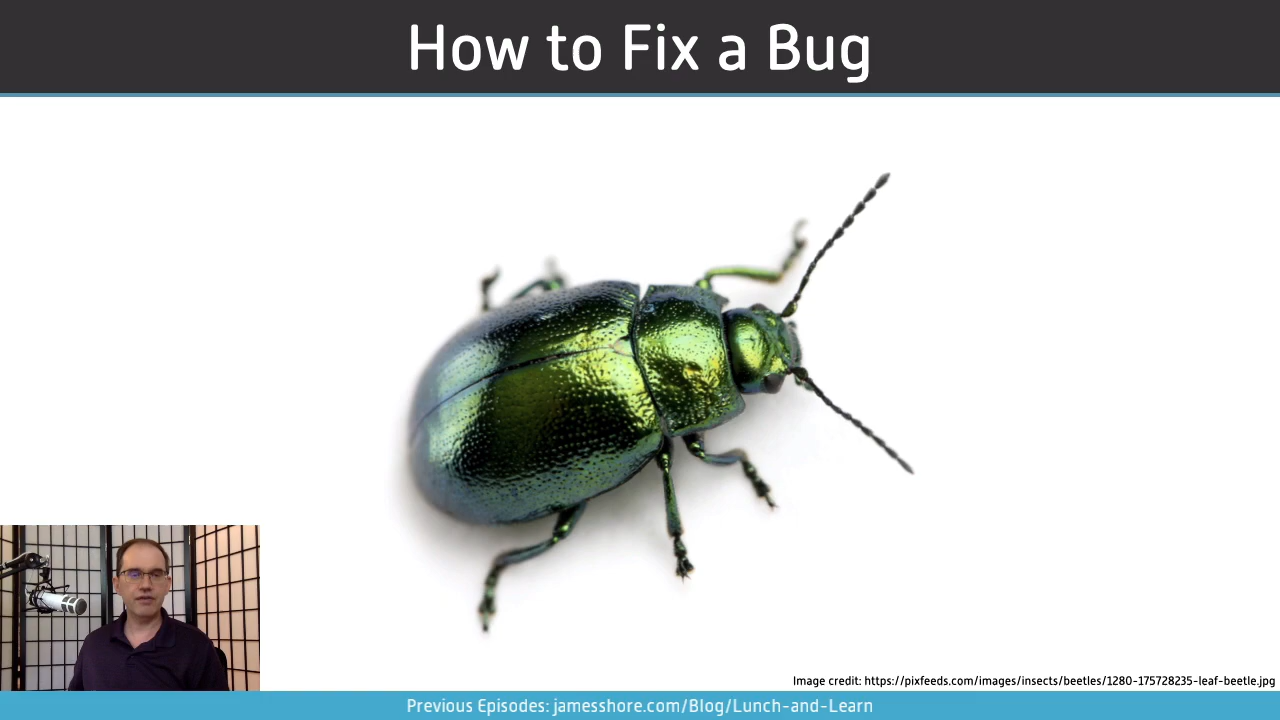 How to Fix a Bug
Image credit: https://pixfeeds.com/images/insects/beetles/1280-175728235-leaf-beetle.jpg
Previous Episodes: jamesshore.com/Blog/Lunch-and-Learn